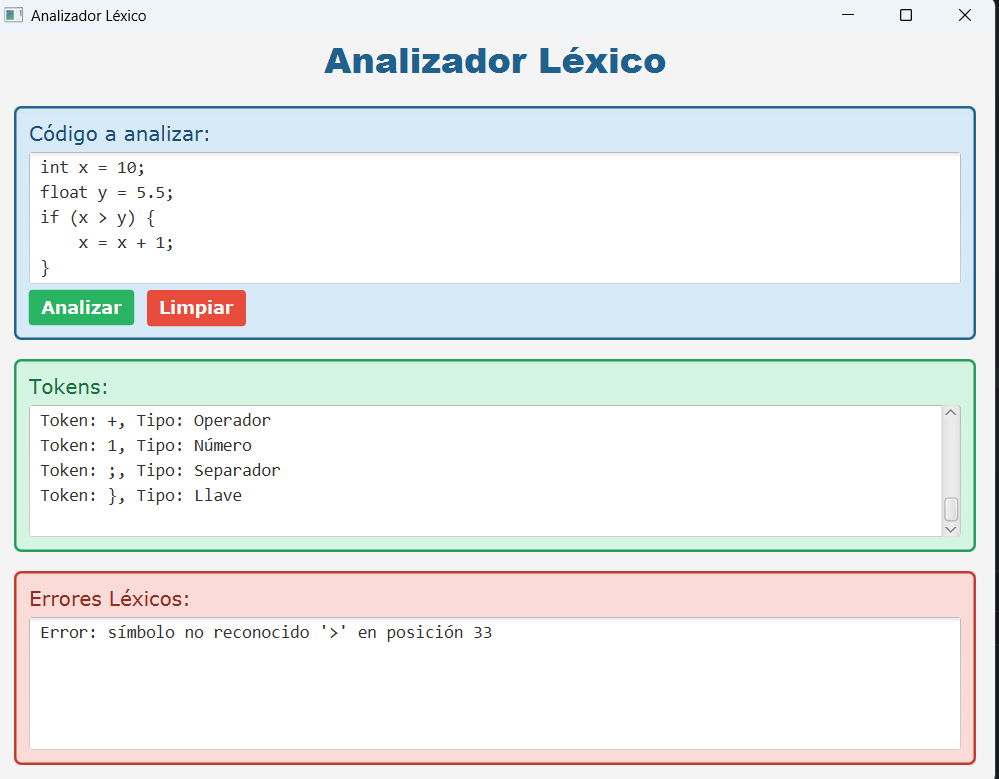 Analizador Léxico
Analizador Léxico
Código a analizar:
int x = 10;
float y = 5.5;
if (x > y) {
    x = x + 1;
}
Analizar Limpiar
Tokens:
Token: +, Tipo: Operador
Token: 1, Tipo: Número
Token: ;, Tipo: Separador
Token: }, Tipo: Llave
Errores Léxicos:
Error: símbolo no reconocido '>' en posición 33